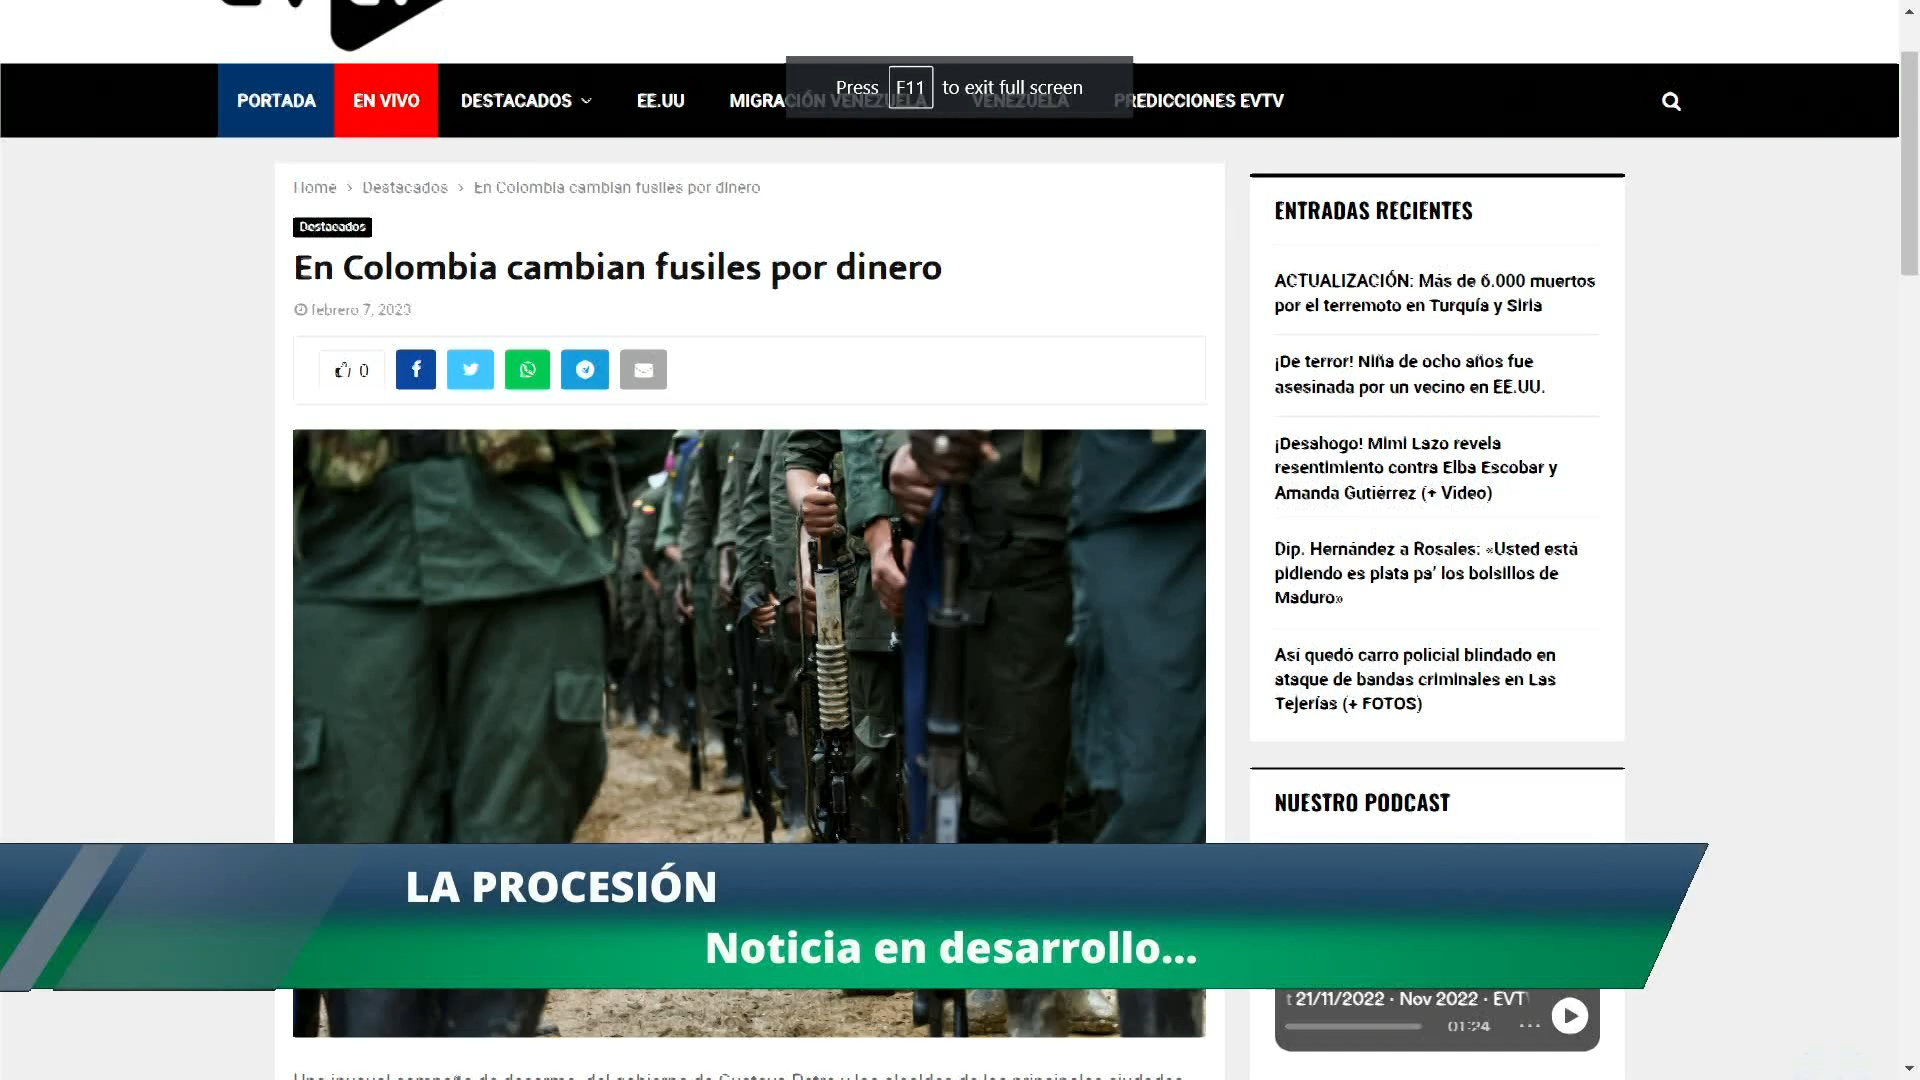 Press F11 to exit full screen
PORTADA EN VIVO DESTACADOS EE.UU MIGRACIÓN VENEZUELA VENEZUELA PREDICCIONES EVTV
Home > Destacados > En Colombia cambian fusiles por dinero
Destacados
En Colombia cambian fusiles por dinero
febrero 7, 2023
0
ENTRADAS RECIENTES
ACTUALIZACIÓN: Más de 6.000 muertos
por el terremoto en Turquía y Siria
¡De terror! Niña de ocho años fue
asesinada por un vecino en EE.UU.
¡Desahogo! Mimi Lazo revela
resentimiento contra Elba Escobar y
Amanda Gutiérrez (+ Video)
Dip. Hernández a Rosales: «Usted está
pidiendo es plata pa’ los bolsillos de
Maduro»
Así quedó carro policial blindado en
ataque de bandas criminales en Las
Tejerías (+ FOTOS)
NUESTRO PODCAST
21/11/2022 · Nov 2022 · EVT
01:24
LA PROCESIÓN
Noticia en desarrollo...